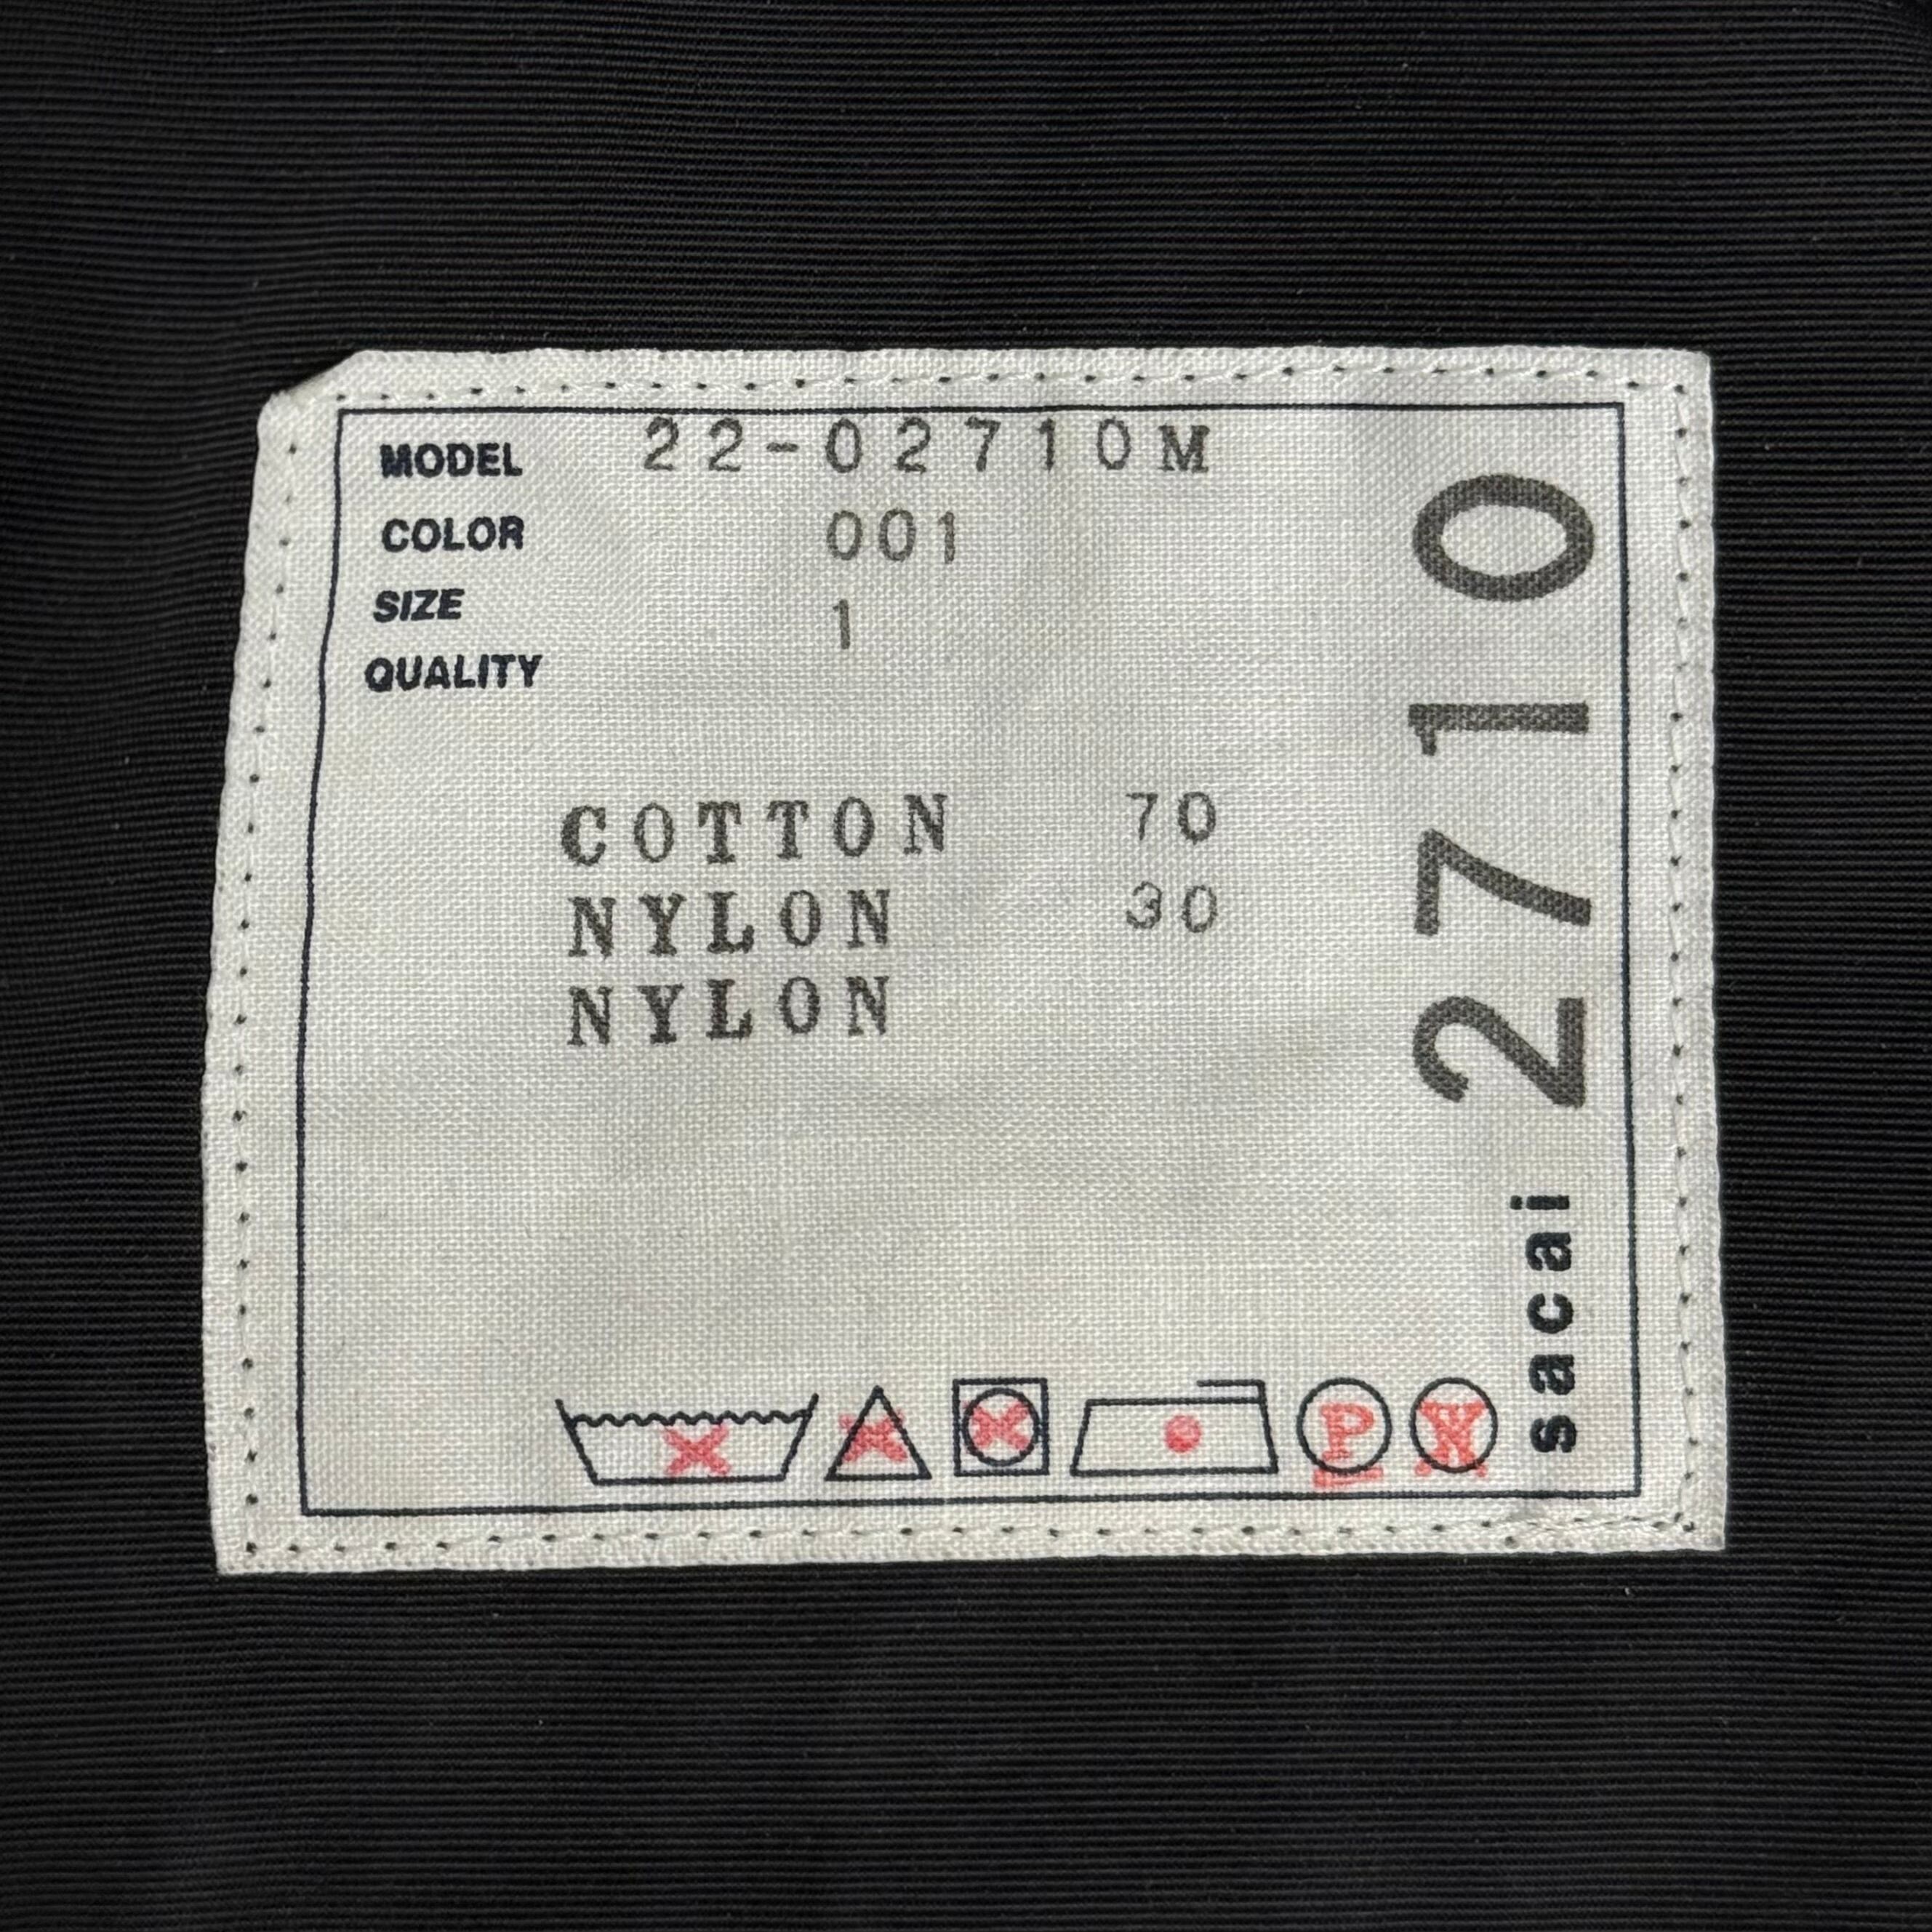 MODEL 22-02710M
COLOR 001
SIZE 1
QUALITY
COTTON 70
NYLON 30
NYLON
P W
sacai 2710